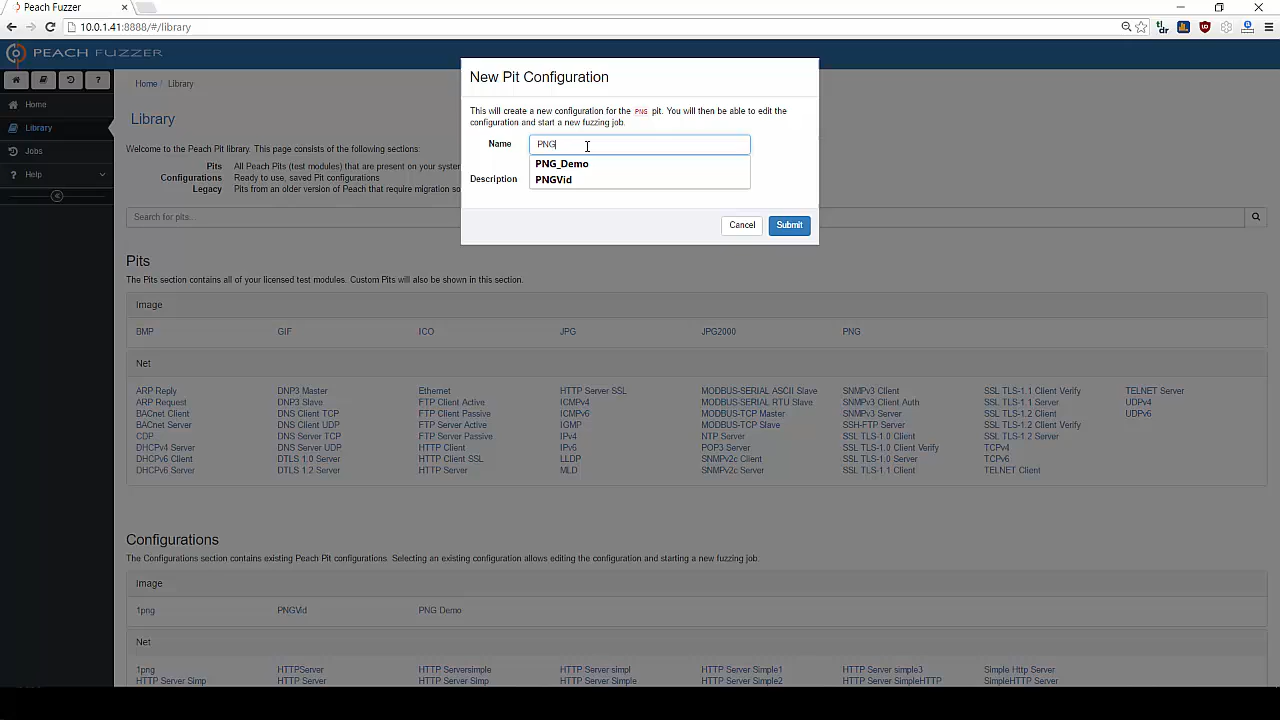 Peach Fuzzer
10.0.1.41:8888/#/library
PEACH FUZZER
Home / Library
Home
Library
Jobs
Help
Library
Welcome to the Peach Pit library. This page consists of sections:
Pits All Peach Pits (test modules) that are present on your system
Configurations Ready to use, saved Pit configurations
Legacy Pits from an older version of Peach that require migration so
Search for pits...
New Pit Configuration
This will create a new configuration for the PNG pit. You will then be able to edit the
configuration and start a new fuzzing job.
Name PNG
PNG_Demo
PNGVid
Description
Cancel Submit
Pits
The Pits section contains all of your licensed test modules. Custom Pits will also be shown in this section.
Image
BMP GIF ICO JPG JPG2000 PNG
Net
ARP Reply DNP3 Master Ethernet HTTP Server SSL MODBUS-SERIAL ASCII Slave SNMPv3 Client SSL TLS-1.1 Client Verify TELNET Server
ARP Request DNP3 Slave FTP Client Active ICMPv4 MODBUS-SERIAL RTU Slave SNMPv3 Client Auth SSL TLS-1.1 Server UDPv4
BACnet Client DNS Client TCP FTP Client Passive ICMPv6 MODBUS-TCP Master SNMPv3 Server SSL TLS-1.2 Client UDPv6
BACnet Server DNS Client UDP FTP Server Active IGMP MODBUS-TCP Slave SSH-FTP Server SSL TLS-1.2 Client Verify
CDP DNS Server TCP FTP Server Passive IPv4 NTP Server SSL TLS-1.0 Client SSL TLS-1.2 Server
DHCPv4 Server DNS Server UDP HTTP Client IPv6 POP3 Server SSL TLS-1.0 Client Verify TCPv4
DHCPv6 Client DTLS 1.0 Server HTTP Client SSL LLDP SNMPv2c Client SSL TLS-1.0 Server TCPv6
DHCPv6 Server DTLS 1.2 Server HTTP Server MLD SNMPv2c Server SSL TLS-1.1 Client TELNET Client
Configurations
The Configurations section contains existing Peach Pit configurations. Selecting an existing configuration allows editing the configuration and starting a new fuzzing job.
Image
1png PNGVid PNG Demo
Net
1png HTTPServer HTTP Serversimple HTTP Server simpl HTTP Server Simple1 HTTP Server simple3 Simple Http Server
HTTP Server Simp HTTP Server HTTP Server Simp HTTP Server Simple HTTP Server Simple2 HTTP Server SimpleHTTP SimpleHTTP Server